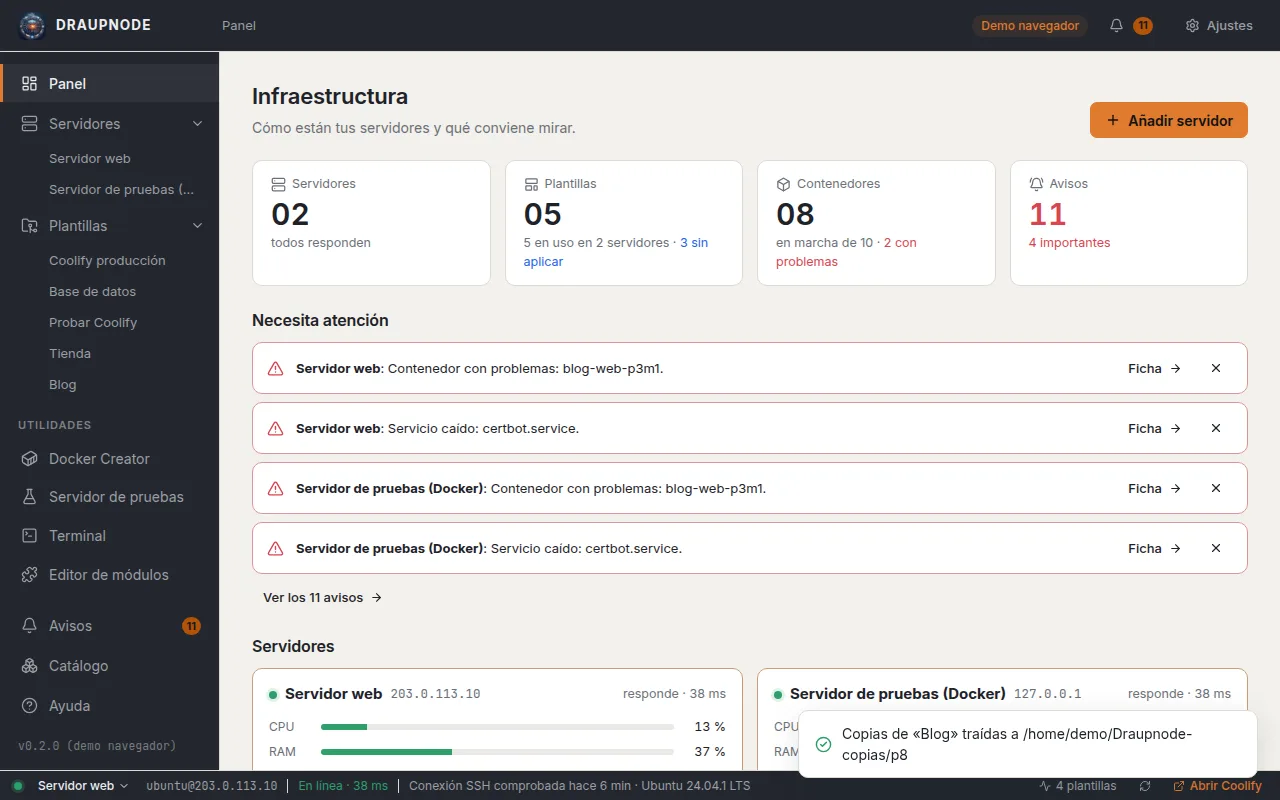 DRAUPNODE
Panel
Demo navegador
11
Ajustes
Panel
Servidores
Servidor web
Servidor de pruebas (...
Plantillas
Coolify producción
Base de datos
Probar Coolify
Tienda
Blog
UTILIDADES
Docker Creator
Servidor de pruebas
Terminal
Editor de módulos
Avisos
11
Catálogo
Ayuda
v0.2.0 (demo navegador)
Infraestructura
Cómo están tus servidores y qué conviene mirar.
Añadir servidor
Servidores
02
todos responden
Plantillas
05
5 en uso en 2 servidores · 3 sin
aplicar
Contenedores
08
en marcha de 10 · 2 con
problemas
Avisos
11
4 importantes
Necesita atención
Servidor web: Contenedor con problemas: blog-web-p3m1.
Ficha
Servidor web: Servicio caído: certbot.service.
Ficha
Servidor de pruebas (Docker): Contenedor con problemas: blog-web-p3m1.
Ficha
Servidor de pruebas (Docker): Servicio caído: certbot.service.
Ficha
Ver los 11 avisos
Servidores
Servidor web 203.0.113.10 responde · 38 ms
CPU 13 %
RAM 37 %
Servidor de pruebas (Docker) 127.0.0.1 responde · 38 ms
CPU
RAM
Copias de «Blog» traídas a /home/demo/Draupnode-
copias/p8
Servidor web
ubuntu@203.0.113.10
En línea · 38 ms
Conexión SSH comprobada hace 6 min · Ubuntu 24.04.1 LTS
4 plantillas
Abrir Coolify